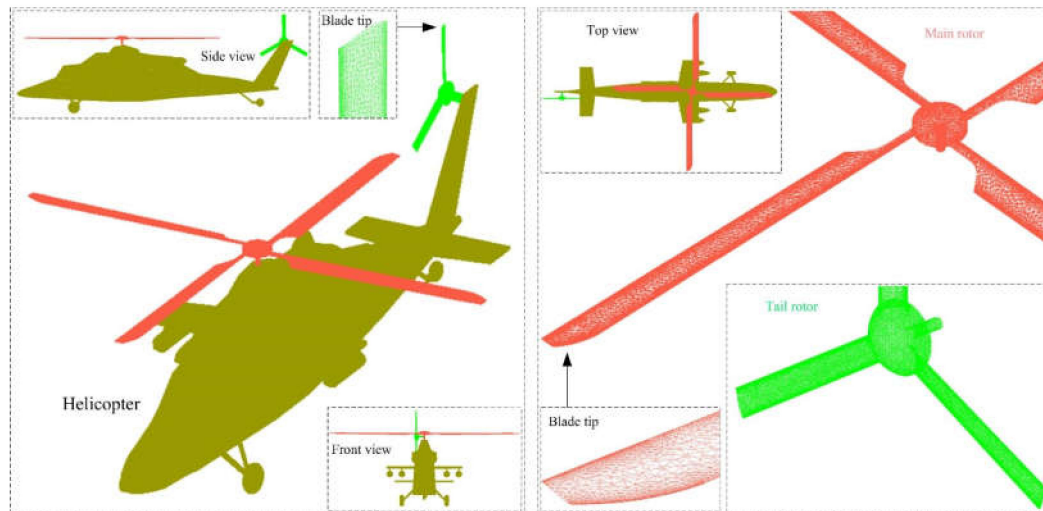 Side view
Blade tip
Helicopter
Front view
Top view
Main rotor
Tail rotor
Blade tip